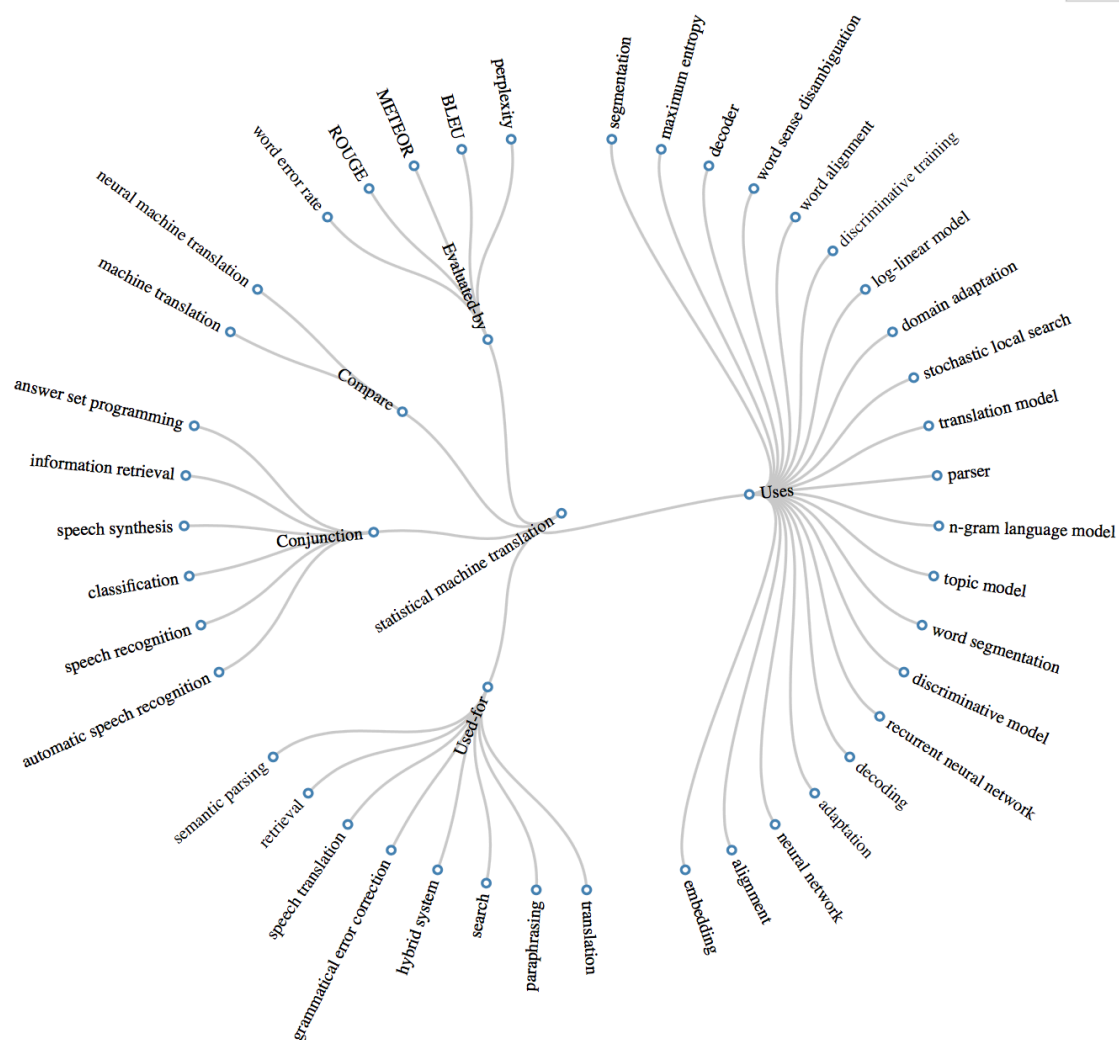 statistical machine translation
Evaluated-by
word error rate
ROUGE
METEOR
BLEU
perplexity
Compare
neural machine translation
machine translation
Conjunction
answer set programming
information retrieval
speech synthesis
classification
speech recognition
automatic speech recognition
Used-for
semantic parsing
retrieval
speech translation
grammatical error correction
hybrid system
search
paraphrasing
translation
Uses
segmentation
maximum entropy
decoder
word sense disambiguation
word alignment
discriminative training
log-linear model
domain adaptation
stochastic local search
translation model
parser
n-gram language model
topic model
word segmentation
discriminative model
recurrent neural network
decoding
adaptation
neural network
alignment
embedding